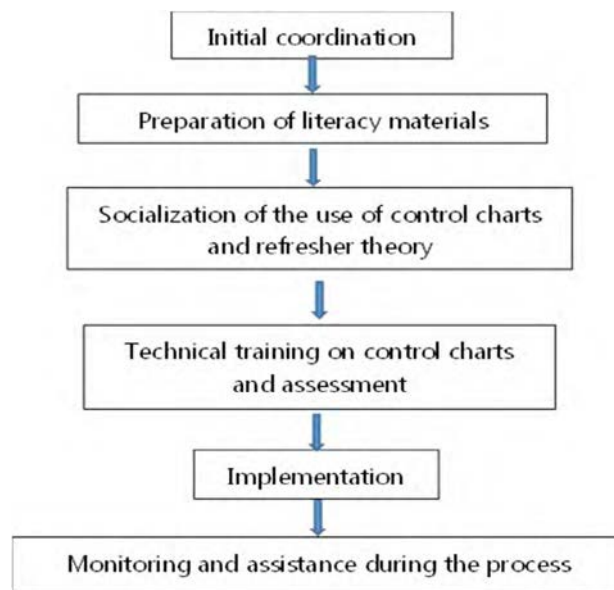 Initial coordination
Preparation of literacy materials
Socialization of the use of control charts
and refresher theory
Technical training on control charts
and assessment
Implementation
Monitoring and assistance during the process